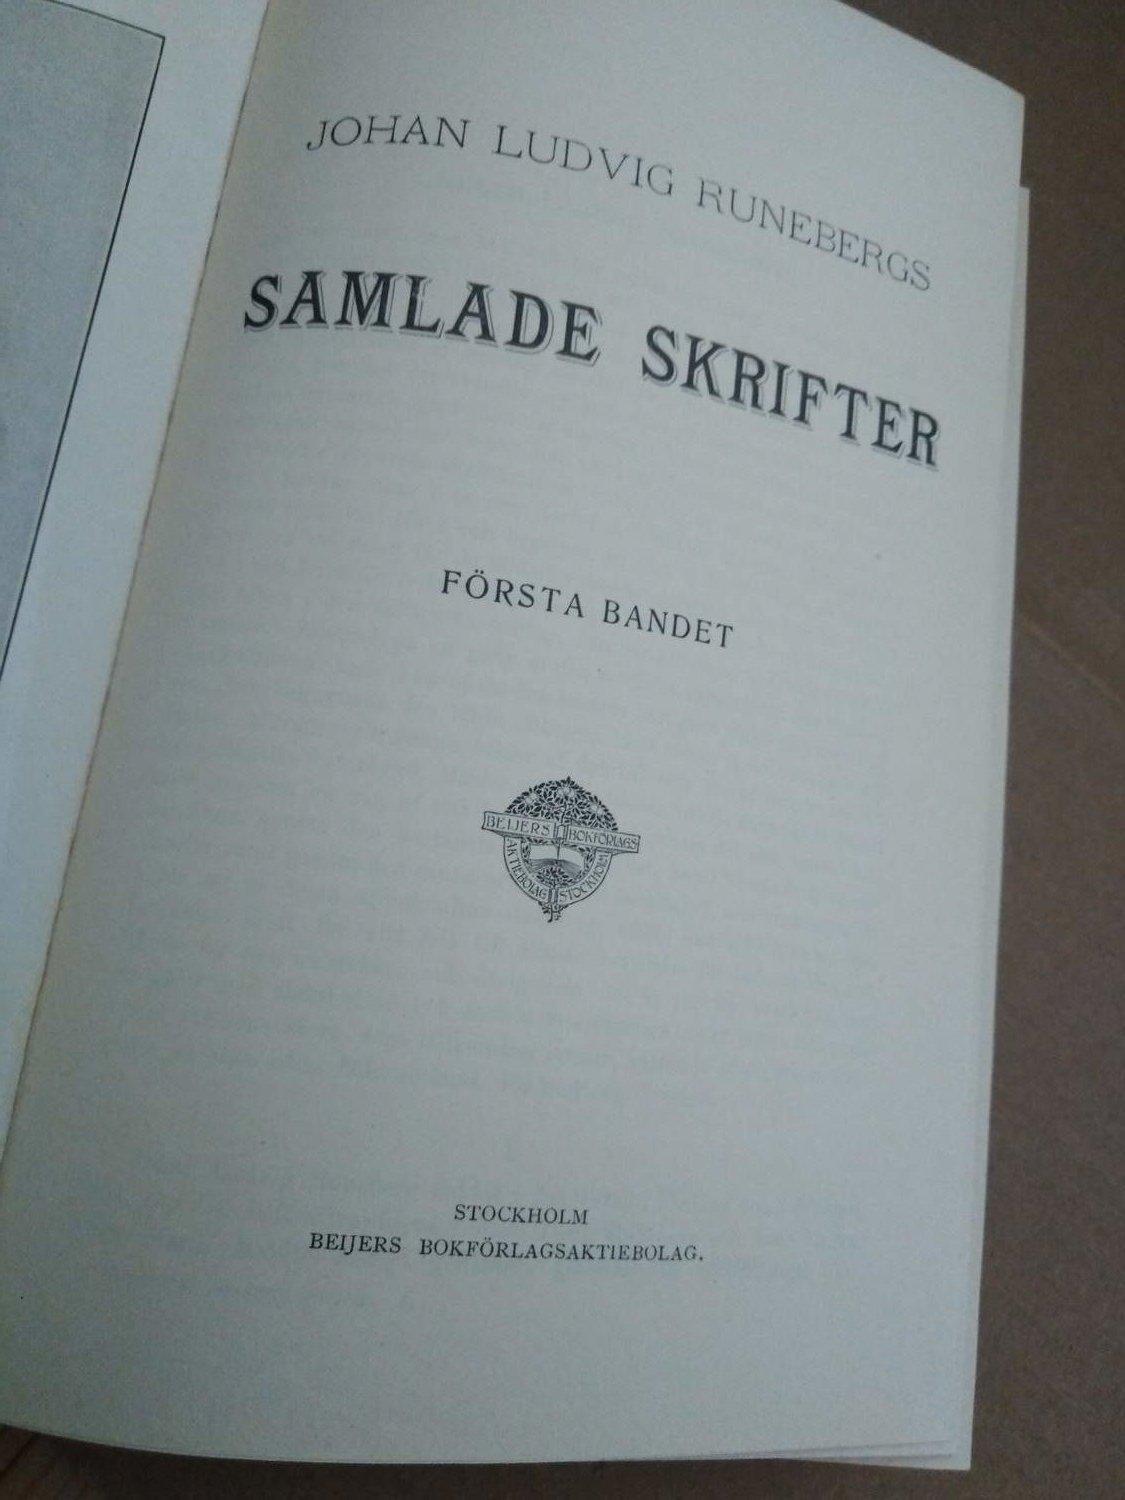 JOHAN LUDVIG RUNEBERGS
SAMLADE SKRIFTER
FÖRSTA BANDET
BEIJERS BOKFÖRLAGS
AKTIEBOLAG STOCKHOLM
STOCKHOLM
BEIJERS BOKFÖRLAGSAKTIEBOLAG.